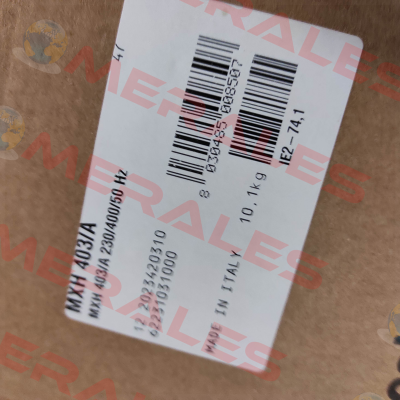 47
MXH 403/A
MXH 403/A 230/400/50 Hz
12 2023420310
62231031000
8 030485 008507
10,1kg
IE2-74,1
MADE IN ITALY
MERALES